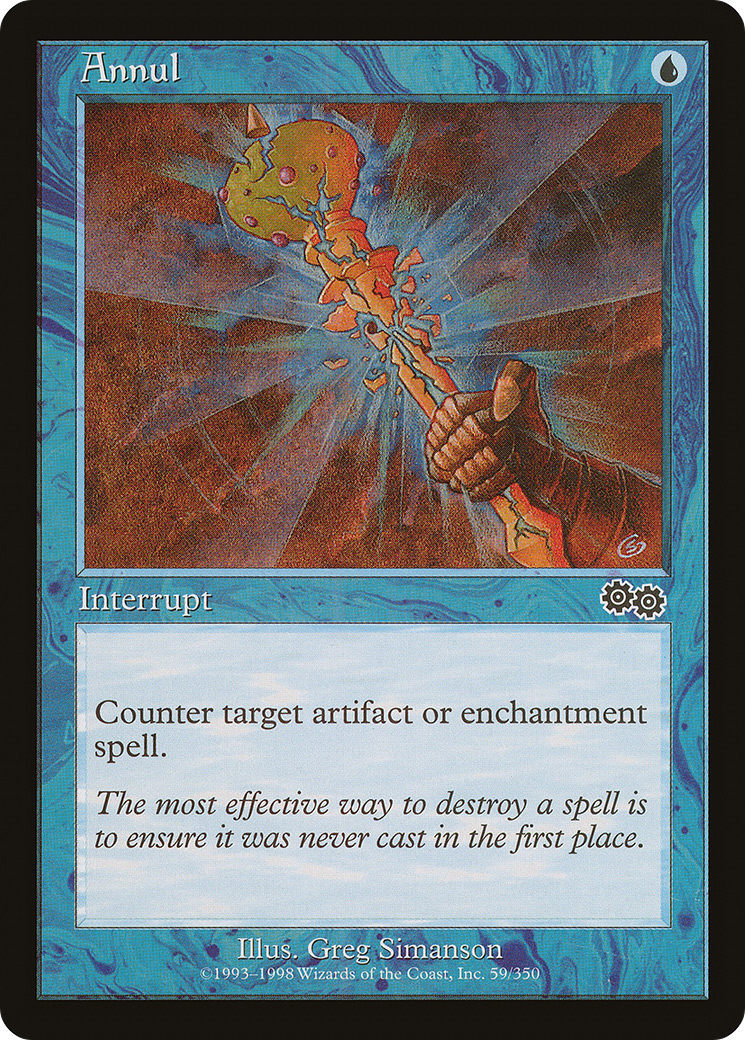 Annul
Interrupt
Counter target artifact or enchantment
spell.
The most effective way to destroy a spell is
to ensure it was never cast in the first place.
Illus. Greg Simanson
©1993–1998 Wizards of the Coast, Inc. 59/350